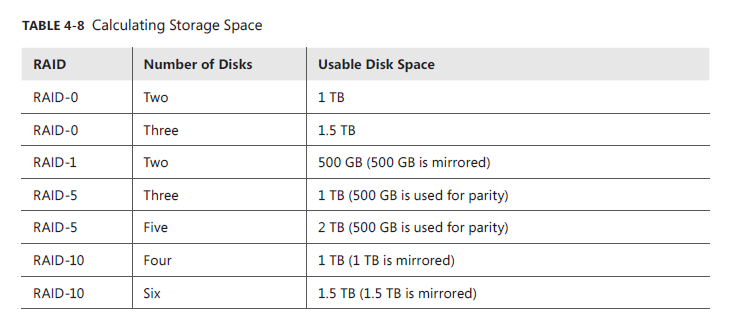 TABLE 4-8 Calculating Storage Space
RAID Number of Disks Usable Disk Space
RAID-0 Two 1 TB
RAID-0 Three 1.5 TB
RAID-1 Two 500 GB (500 GB is mirrored)
RAID-5 Three 1 TB (500 GB is used for parity)
RAID-5 Five 2 TB (500 GB is used for parity)
RAID-10 Four 1 TB (1 TB is mirrored)
RAID-10 Six 1.5 TB (1.5 TB is mirrored)